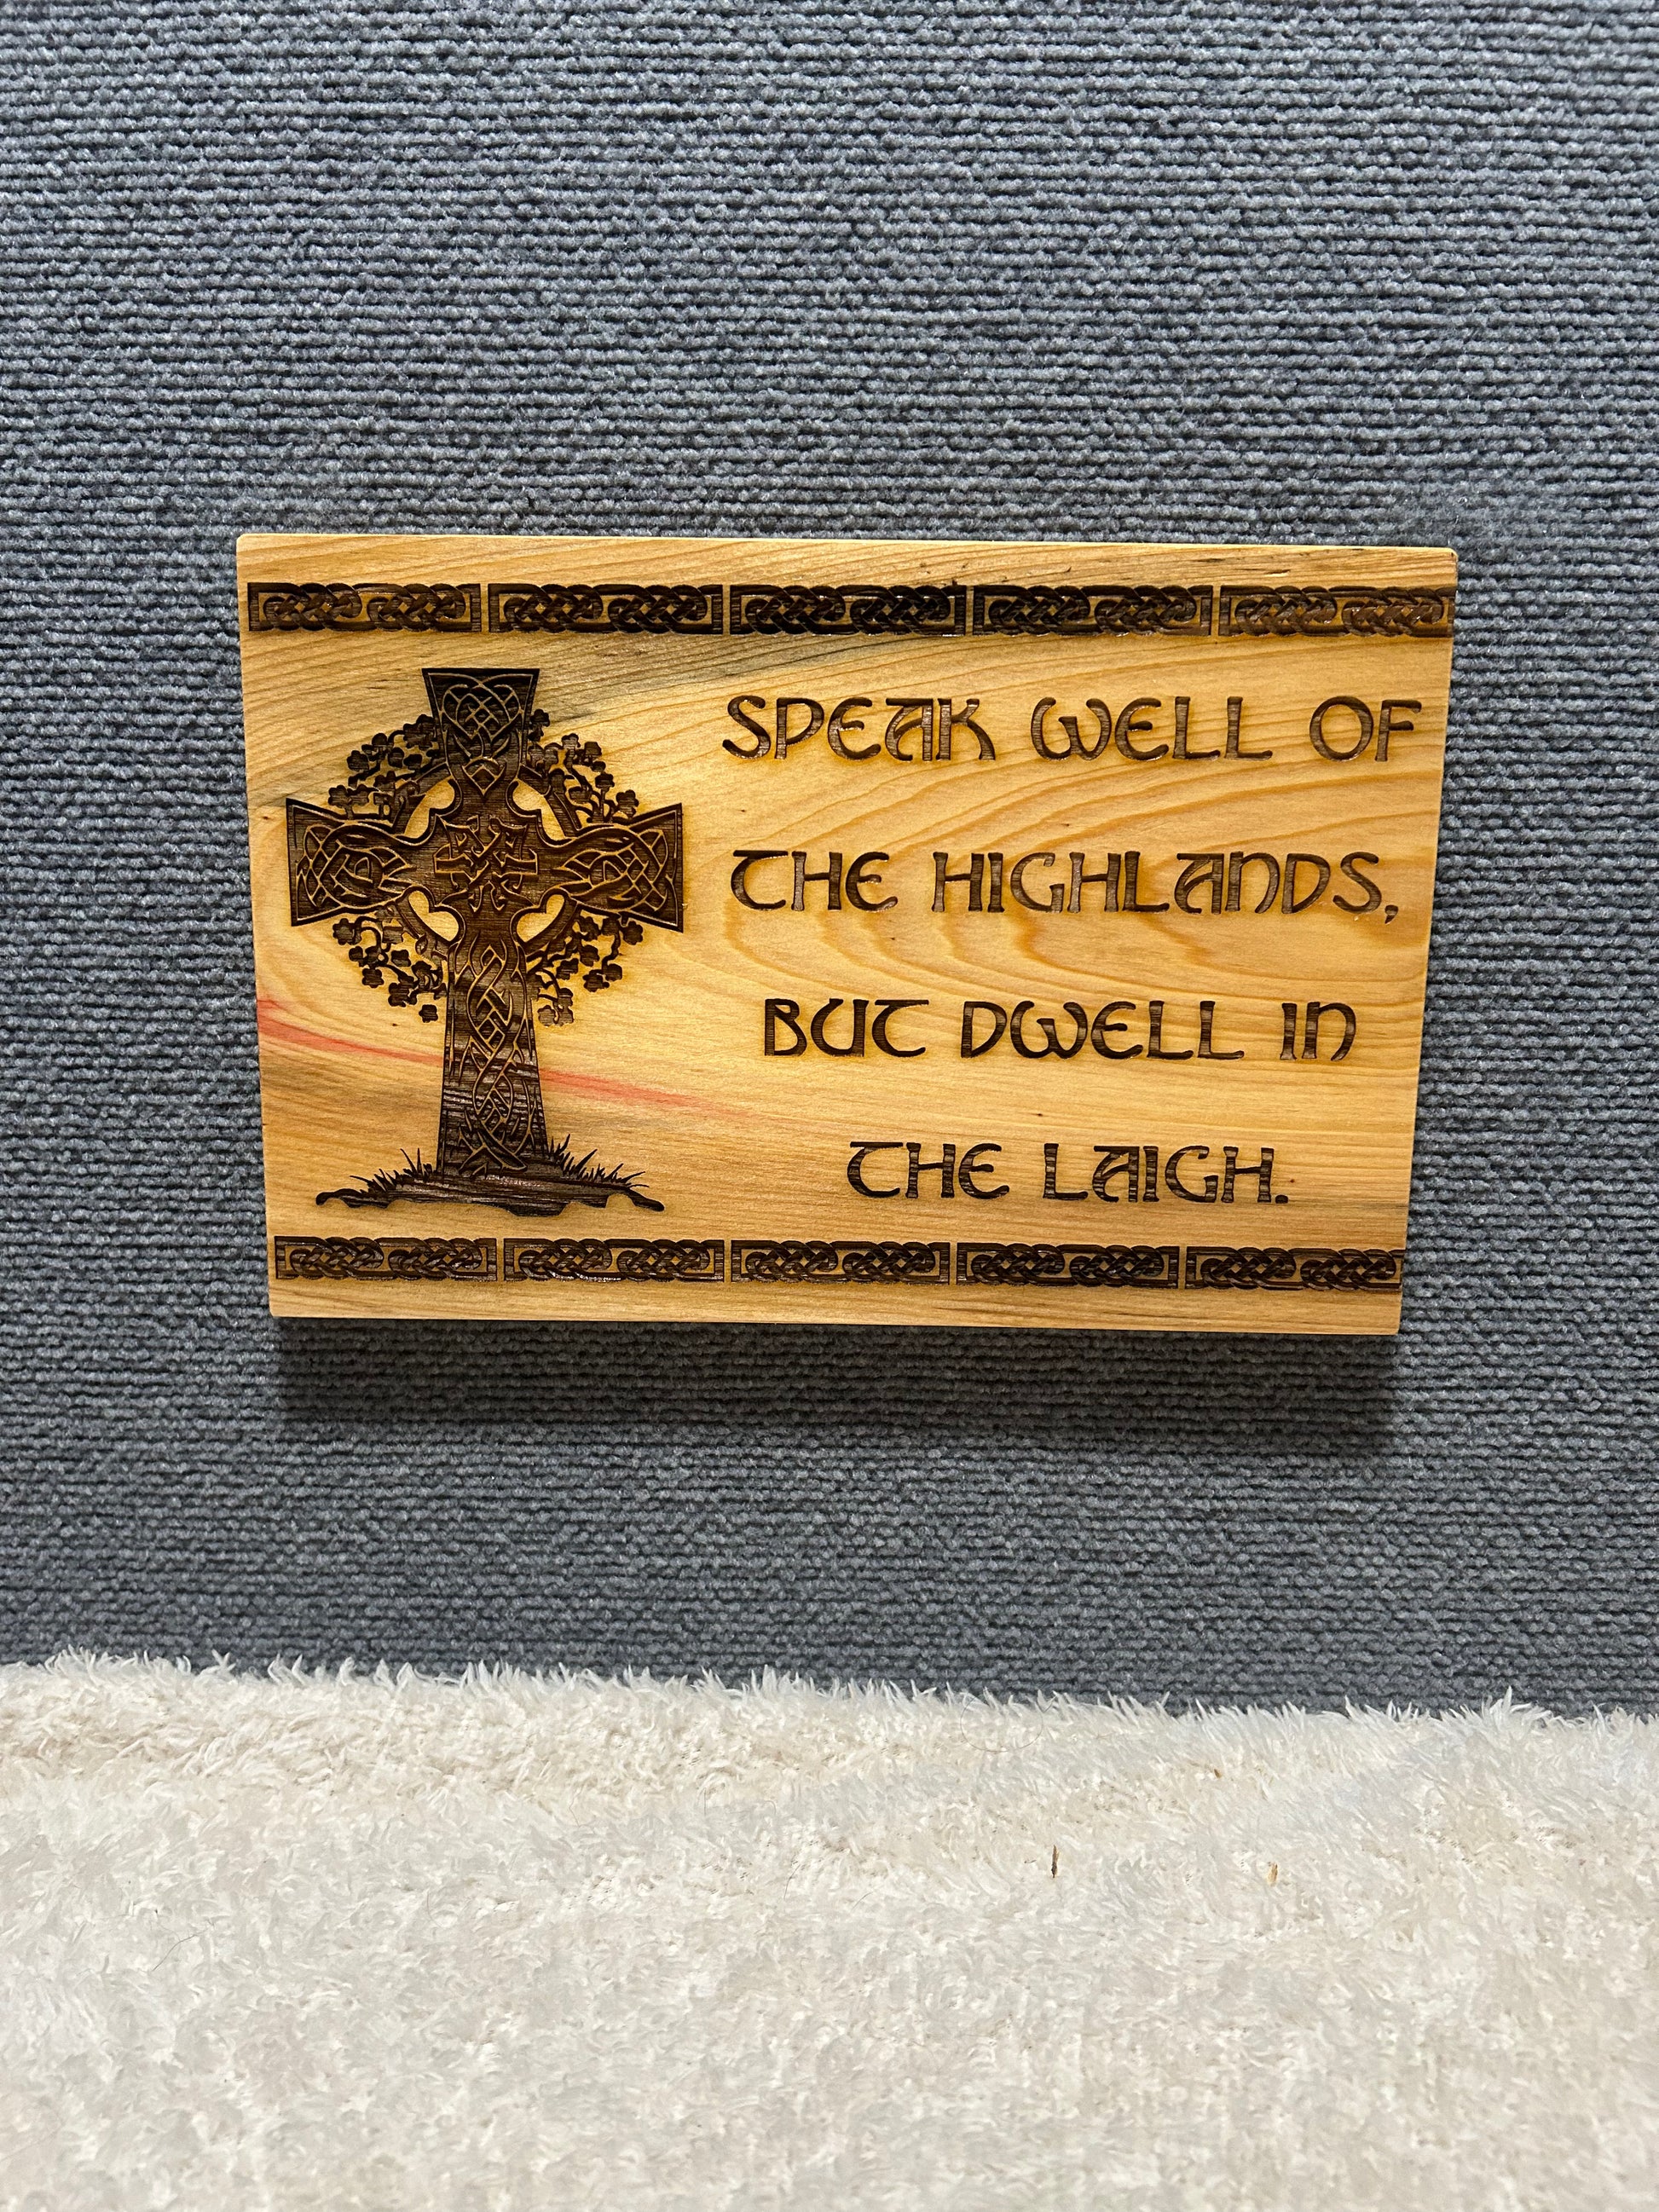 SPEAK WELL OF
THE HIGHLANDS,
BUT DWELL IN
THE LAIGH.